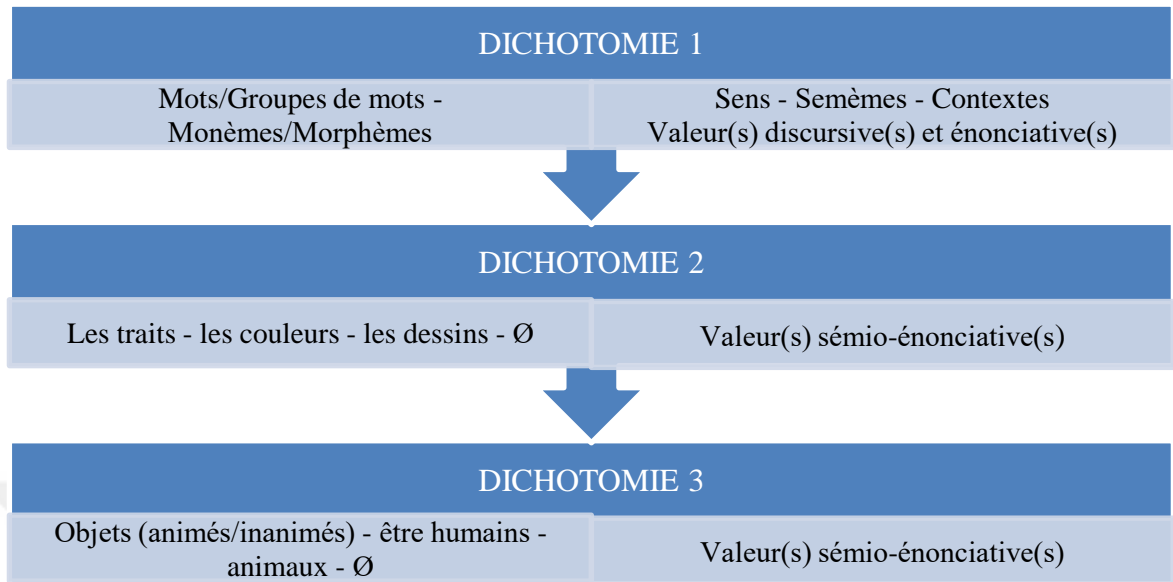 DICHOTOMIE 1
Mots/Groupes de mots -
Monèmes/Morphèmes
Sens - Semèmes - Contextes
Valeur(s) discursive(s) et énonciative(s)
DICHOTOMIE 2
Les traits - les couleurs - les dessins - Ø
Valeur(s) sémio-énonciative(s)
DICHOTOMIE 3
Objets (animés/inanimés) - être humains -
animaux - Ø
Valeur(s) sémio-énonciative(s)